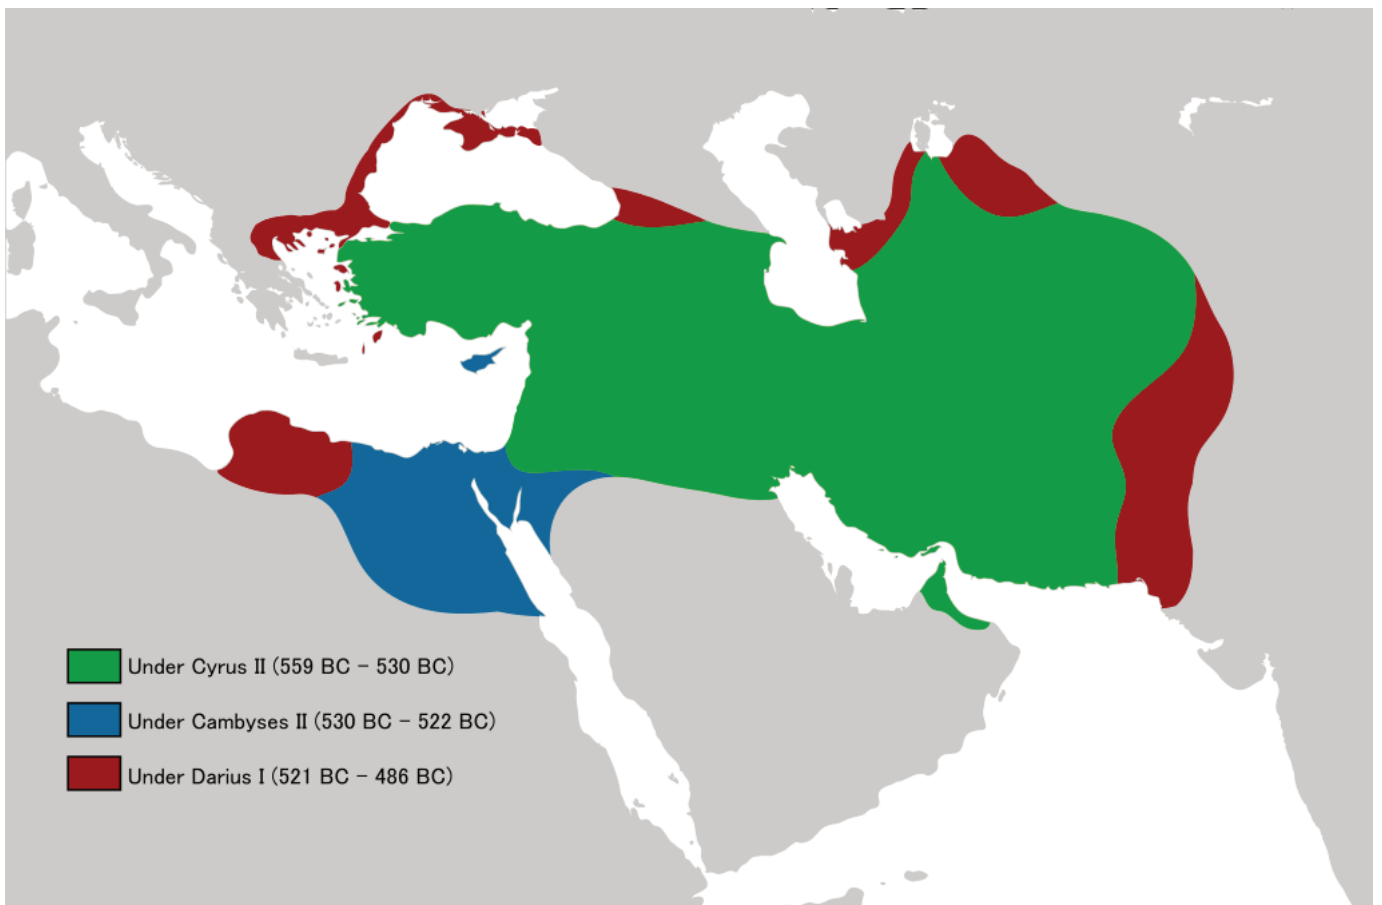 Under Cyrus II (559 BC – 530 BC)
Under Cambyses II (530 BC – 522 BC)
Under Darius I (521 BC – 486 BC)